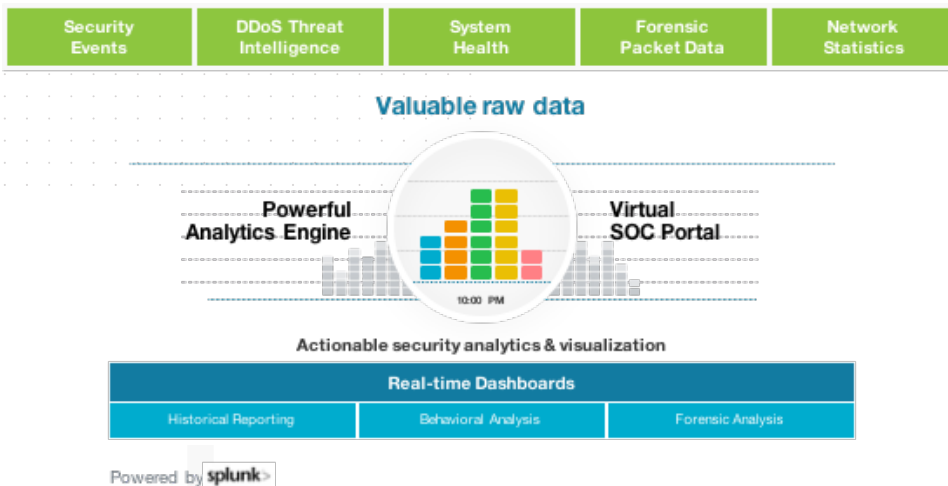 Security Events
DDoS Threat Intelligence
System Health
Forensic Packet Data
Network Statistics
Valuable raw data
Powerful
Analytics Engine
Virtual
SOC Portal
10:00 PM
Actionable security analytics & visualization
Real-time Dashboards
Historical Reporting
Behavioral Analysis
Forensic Analysis
Powered by splunk>